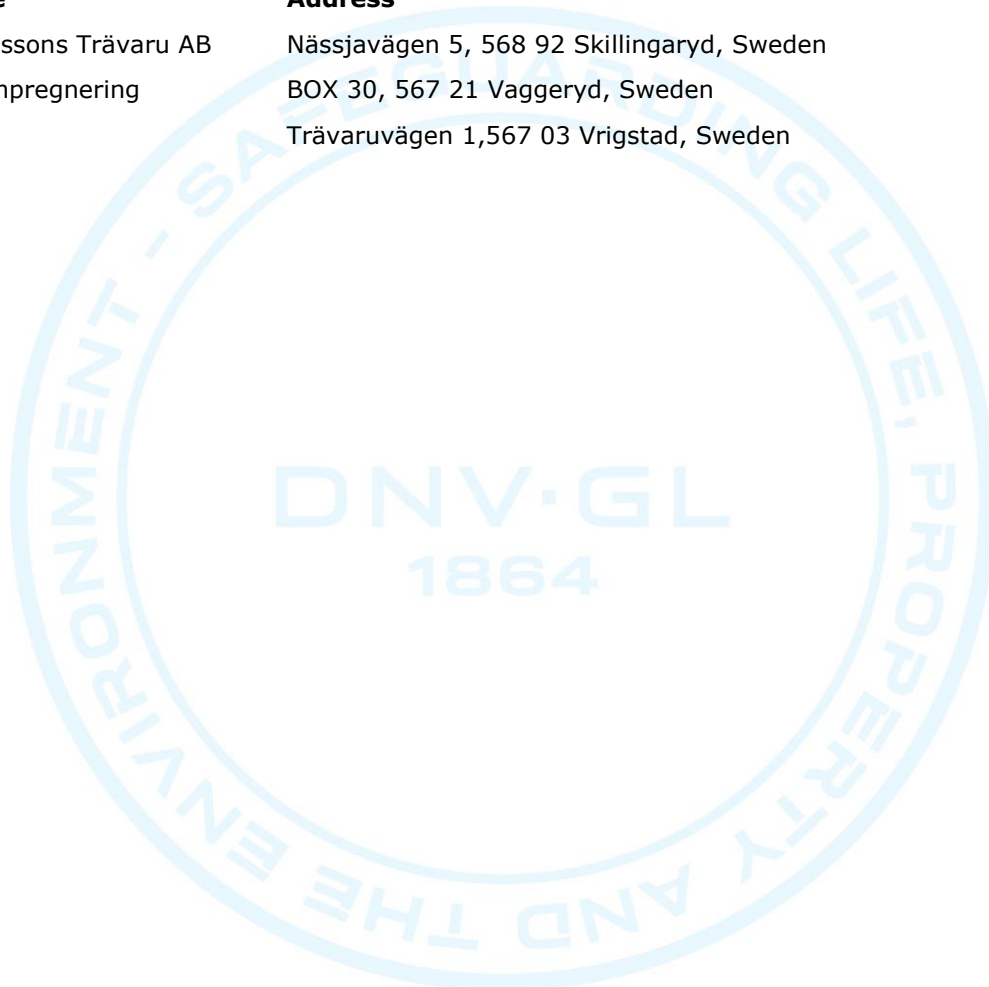 Address
ssons Trävaru AB Nässjavägen 5, 568 92 Skillingaryd, Sweden
npregnering BOX 30, 567 21 Vaggeryd, Sweden
Trävaruvägen 1,567 03 Vrigstad, Sweden
SAFEGUARDING LIFE, PROPERTY AND THE ENVIRONMENT -
DNV·GL
1864